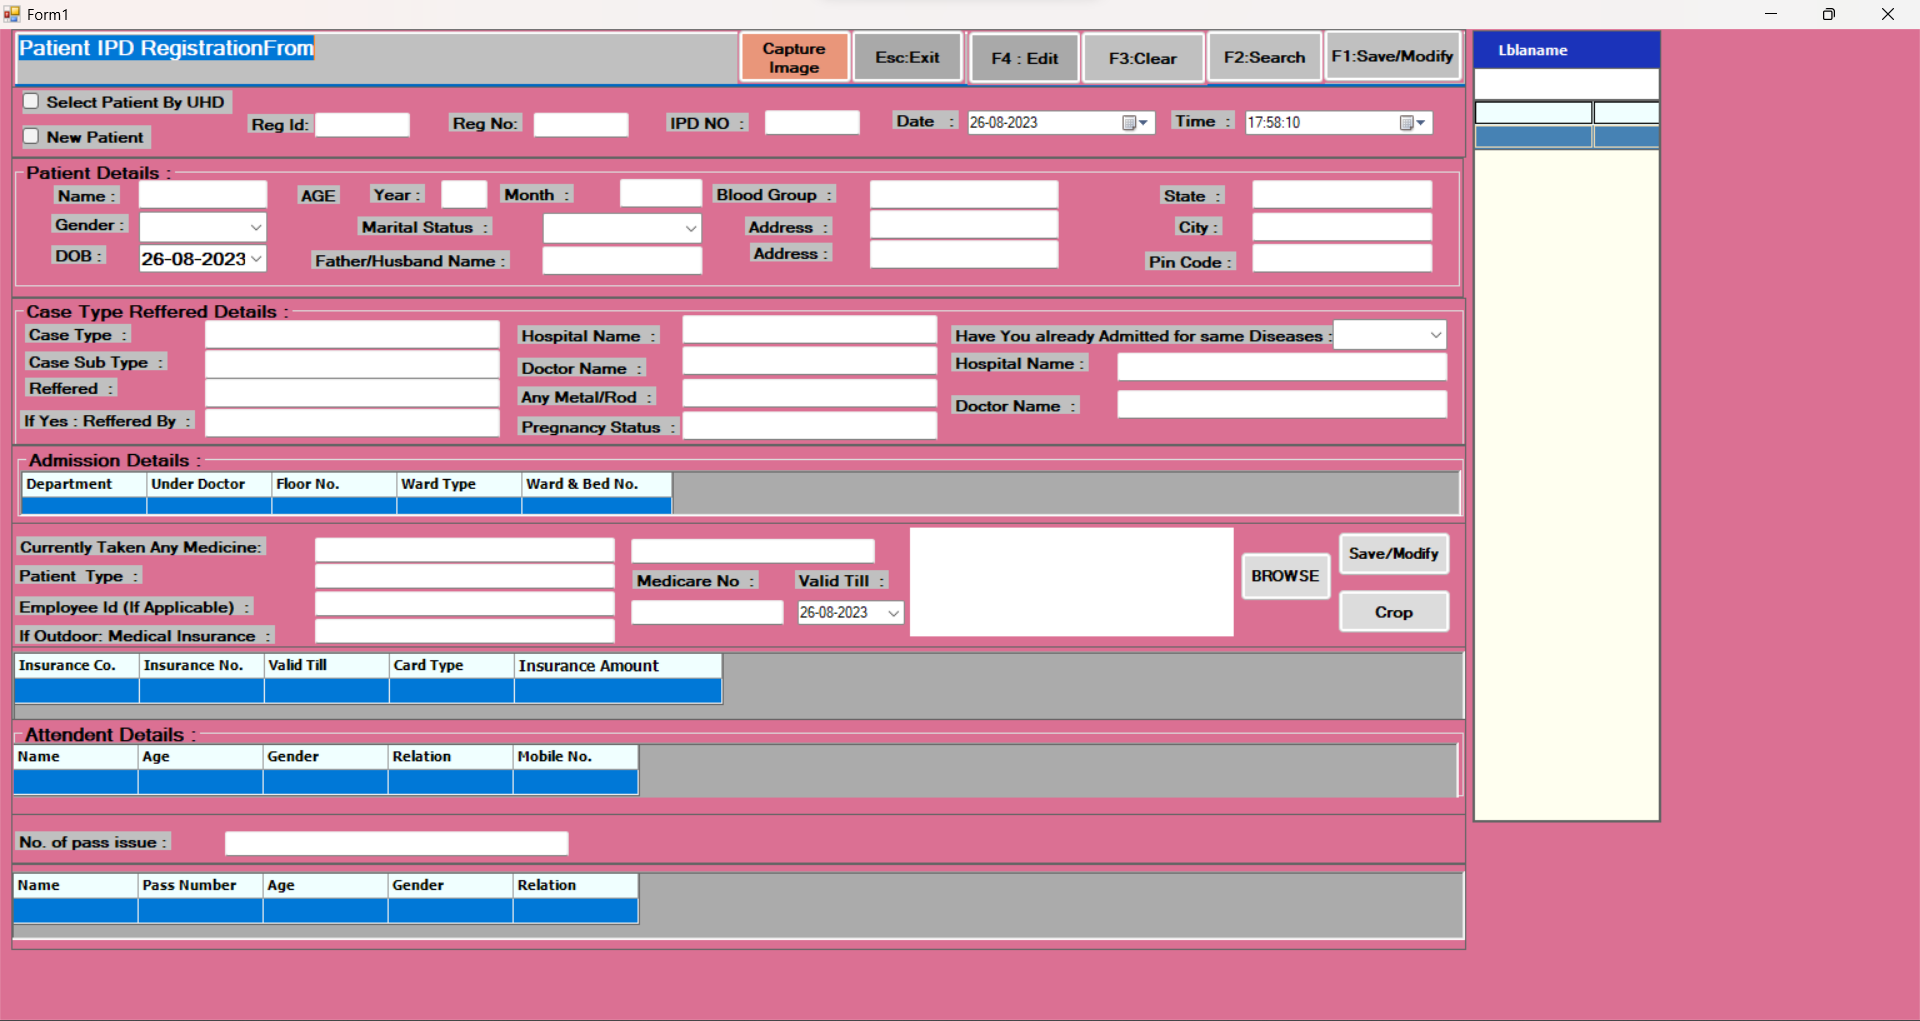 Form1
Patient IPD RegistrationFrom
Capture
Image
Esc:Exit
F4 : Edit
F3:Clear
F2:Search
F1:Save/Modify
Lblaname
Select Patient By UHD
New Patient
Reg Id:
Reg No:
IPD NO :
Date :
26-08-2023
Time :
17:58:10
Patient Details :
Name :
AGE
Year :
Month :
Blood Group :
State :
Gender :
Marital Status :
Address :
City :
DOB :
26-08-2023
Father/Husband Name :
Address :
Pin Code :
Case Type Reffered Details :
Case Type :
Hospital Name :
Have You already Admitted for same Diseases :
Case Sub Type :
Doctor Name :
Hospital Name :
Reffered :
Any Metal/Rod :
Doctor Name :
If Yes : Reffered By :
Pregnancy Status :
Admission Details :
Department
Under Doctor
Floor No.
Ward Type
Ward & Bed No.
Currently Taken Any Medicine:
Patient Type :
Medicare No :
Valid Till :
Employee Id (If Applicable) :
26-08-2023
If Outdoor: Medical Insurance :
BROWSE
Save/Modify
Crop
Insurance Co.
Insurance No.
Valid Till
Card Type
Insurance Amount
Attendent Details :
Name
Age
Gender
Relation
Mobile No.
No. of pass issue :
Name
Pass Number
Age
Gender
Relation